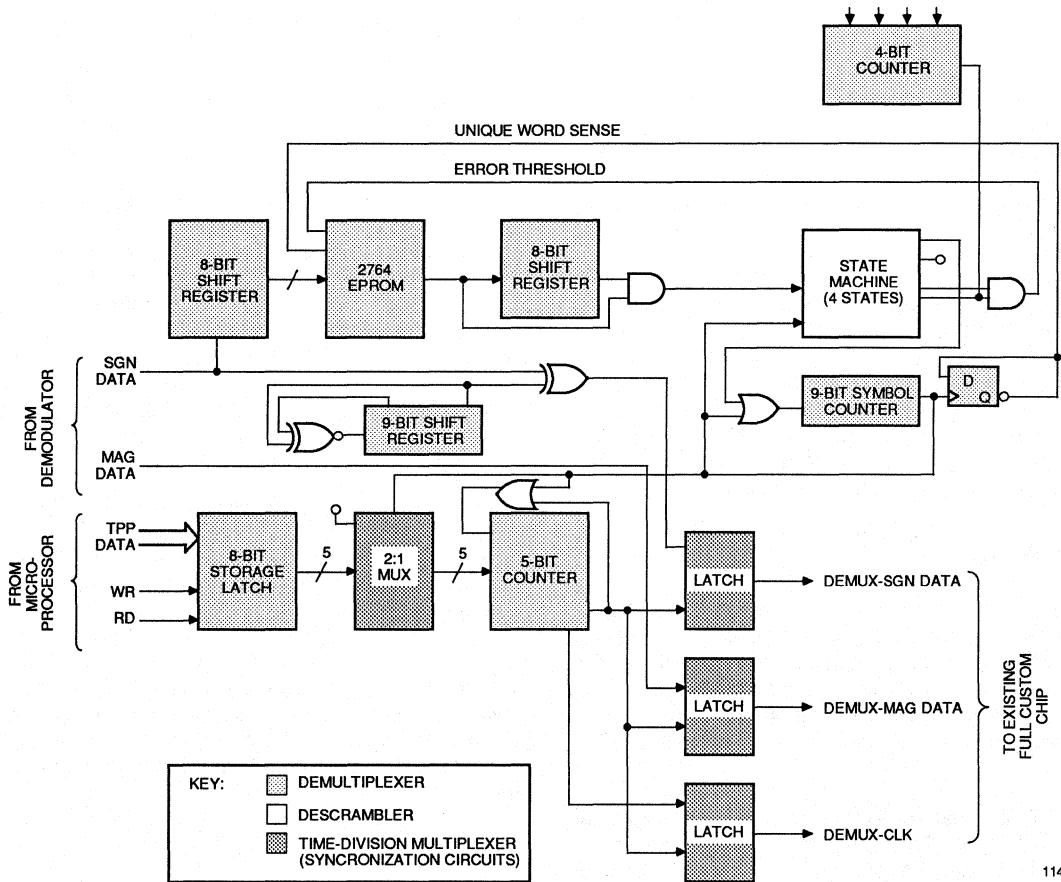 4-BIT
COUNTER
UNIQUE WORD SENSE
ERROR THRESHOLD
8-BIT
SHIFT
REGISTER
2764
EPROM
8-BIT
SHIFT
REGISTER
STATE
MACHINE
(4 STATES)
FROM
DEMODULATOR
SGN
DATA
MAG
DATA
9-BIT SHIFT
REGISTER
9-BIT SYMBOL
COUNTER
D
Q
FROM
MICRO-
PROCESSOR
TPP
DATA
WR
RD
8-BIT
STORAGE
LATCH
5
2:1
MUX
5
5-BIT
COUNTER
LATCH
DEMUX-SGN DATA
LATCH
DEMUX-MAG DATA
LATCH
DEMUX-CLK
TO EXISTING
FULL CUSTOM
CHIP
KEY:
DEMULTIPLEXER
DESCRAMBLER
TIME-DIVISION MULTIPLEXER
(SYNCRONIZATION CIRCUITS)
114